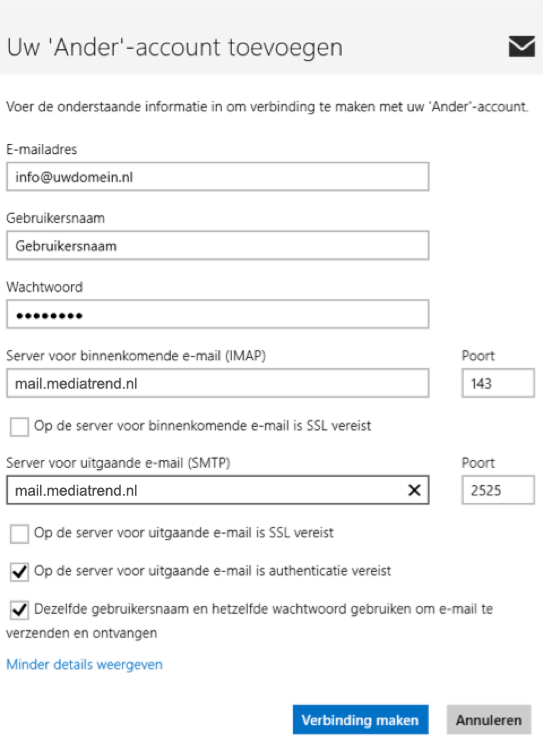 Uw 'Ander'-account toevoegen
Voer de onderstaande informatie in om verbinding te maken met uw 'Ander'-account.
E-mailadres
info@uwdomein.nl
Gebruikersnaam
Gebruikersnaam
Wachtwoord
••••••••
Server voor binnenkomende e-mail (IMAP) Poort
mail.mediatrend.nl 143
Op de server voor binnenkomende e-mail is SSL vereist
Server voor uitgaande e-mail (SMTP) Poort
mail.mediatrend.nl 2525
Op de server voor uitgaande e-mail is SSL vereist
Op de server voor uitgaande e-mail is authenticatie vereist
Dezelfde gebruikersnaam en hetzelfde wachtwoord gebruiken om e-mail te
verzenden en ontvangen
Minder details weergeven
Verbinding maken Annuleren